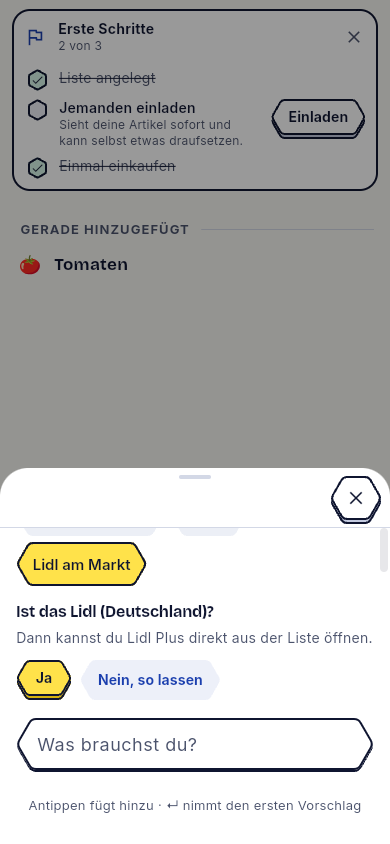 Erste Schritte
2 von 3
Liste angelegt
Jemanden einladen
Sieht deine Artikel sofort und
kann selbst etwas draufsetzen.
Einladen
Einmal einkaufen
GERADE HINZUGEFÜGT
🍅 Tomaten
Lidl am Markt
Ist das Lidl (Deutschland)?
Dann kannst du Lidl Plus direkt aus der Liste öffnen.
Ja
Nein, so lassen
Was brauchst du?
Antippen fügt hinzu · ↵ nimmt den ersten Vorschlag